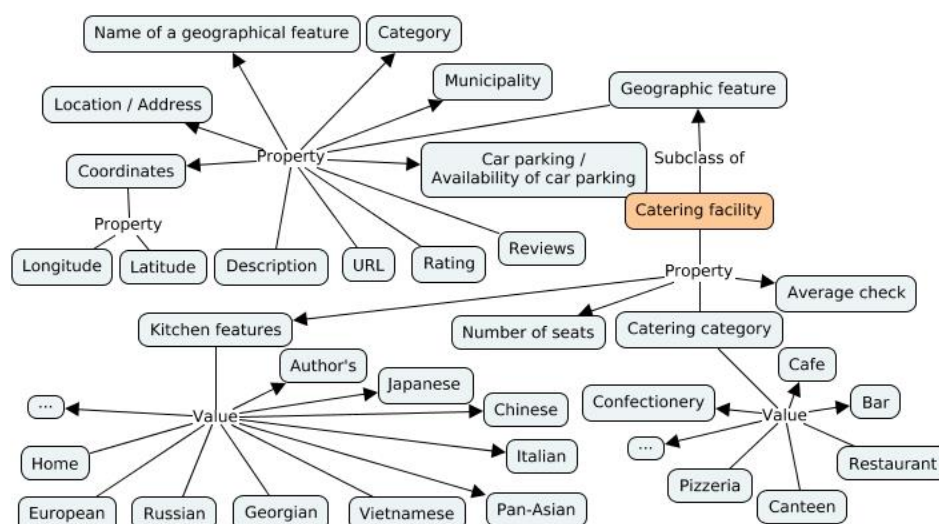 Name of a geographical feature
Category
Municipality
Geographic feature
Location / Address
Property
Car parking /
Availability of car parking
Subclass of
Coordinates
Catering facility
Property
Longitude
Latitude
Description
URL
Rating
Reviews
Property
Average check
Kitchen features
Number of seats
Catering category
Author's
Japanese
Cafe
...
Value
Chinese
Confectionery
Value
Bar
Home
Italian
...
Restaurant
European
Russian
Georgian
Vietnamese
Pan-Asian
Pizzeria
Canteen